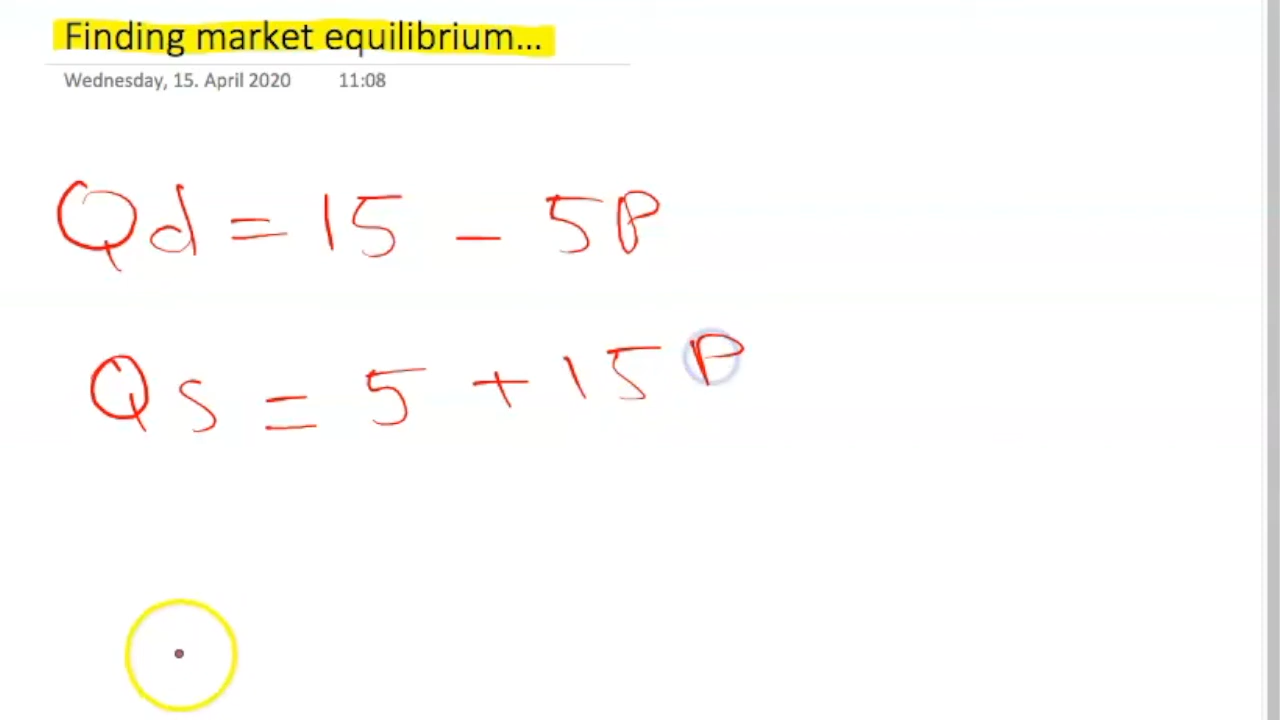 Finding market equilibrium...
Wednesday, 15. April 2020 11:08
Qd = 15 - 5P
Qs = 5 + 15P